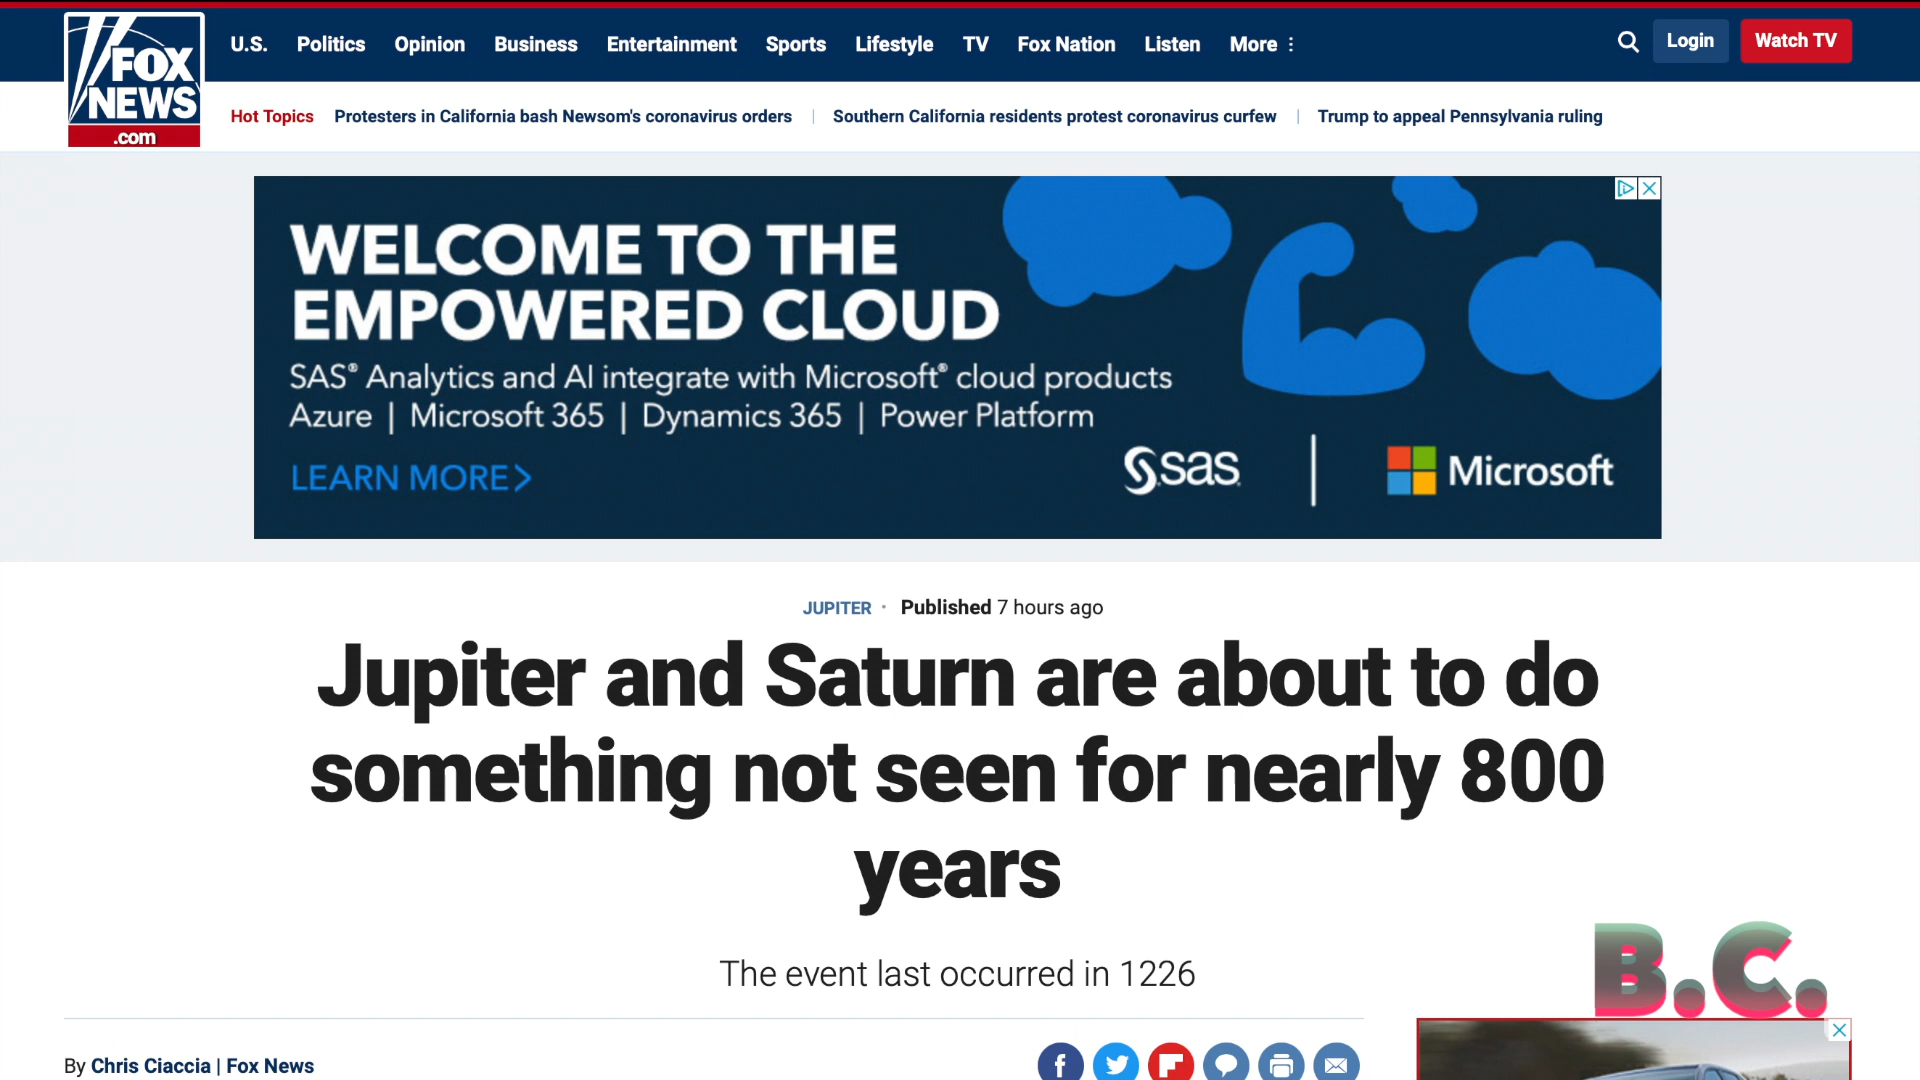 FOX
NEWS
.com
U.S. Politics Opinion Business Entertainment Sports Lifestyle TV Fox Nation Listen More
Login
Watch TV
Hot Topics Protesters in California bash Newsom's coronavirus orders | Southern California residents protest coronavirus curfew | Trump to appeal Pennsylvania ruling
WELCOME TO THE
EMPOWERED CLOUD
SAS® Analytics and AI integrate with Microsoft® cloud products
Azure | Microsoft 365 | Dynamics 365 | Power Platform
LEARN MORE >
sas | Microsoft
JUPITER · Published 7 hours ago
Jupiter and Saturn are about to do
something not seen for nearly 800
years
The event last occurred in 1226
B.C.
By Chris Ciaccia | Fox News